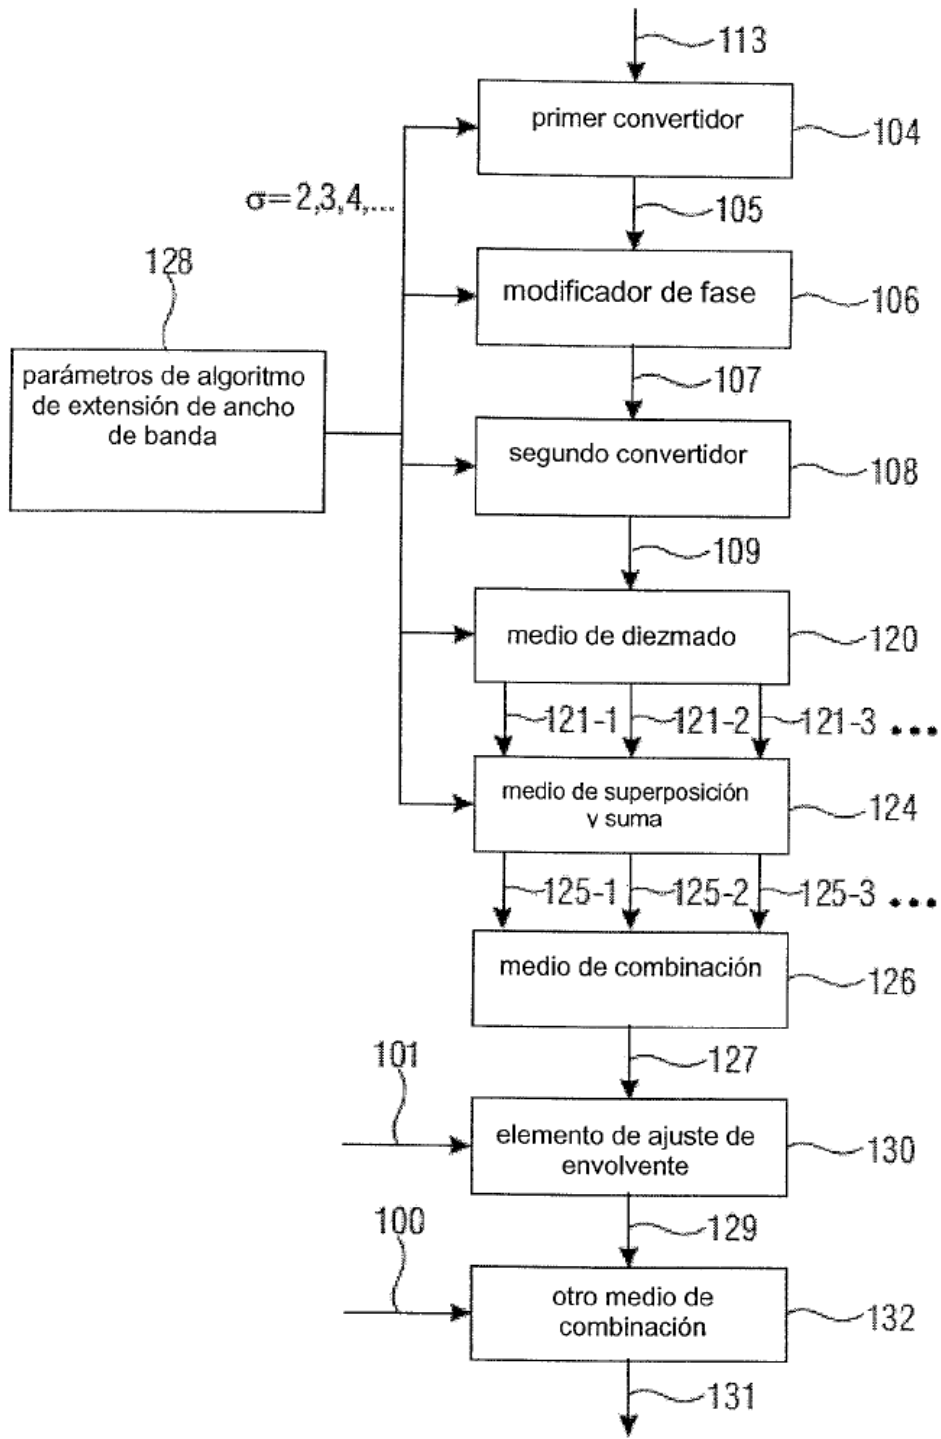 113
primer convertidor
104
σ=2,3,4,...
105
128
modificador de fase
106
parámetros de algoritmo
de extensión de ancho
de banda
107
segundo convertidor
108
109
medio de diezmado
120
121-1
121-2
121-3 •••
medio de superposición
y suma
124
125-1
125-2
125-3 •••
medio de combinación
126
127
101
elemento de ajuste de
envolvente
130
129
100
otro medio de
combinación
132
131